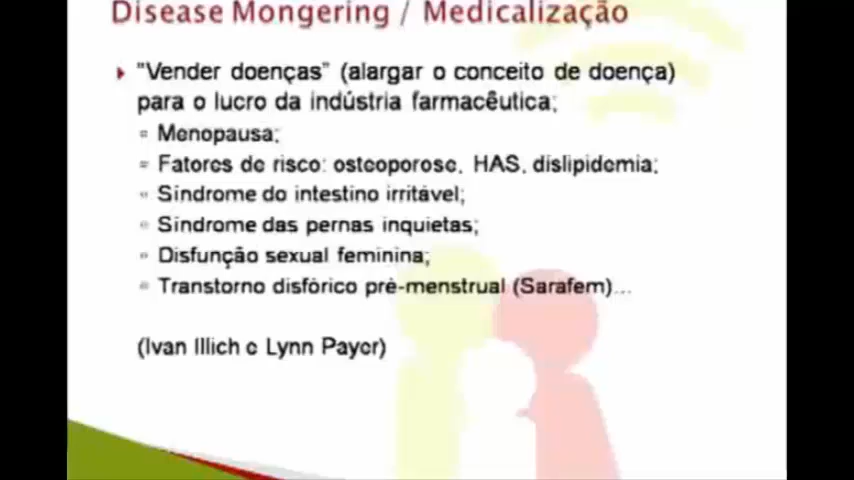 Disease Mongering / Medicalização
"Vender doenças" (alargar o conceito de doença)
para o lucro da indústria farmacêutica;
Menopausa;
Fatores de risco: osteoporose, HAS, dislipidemia;
Síndrome do intestino irritável;
Síndrome das pernas inquietas;
Disfunção sexual feminina;
Transtorno disfórico pré-menstrual (Sarafem)...
(Ivan Illich e Lynn Payer)